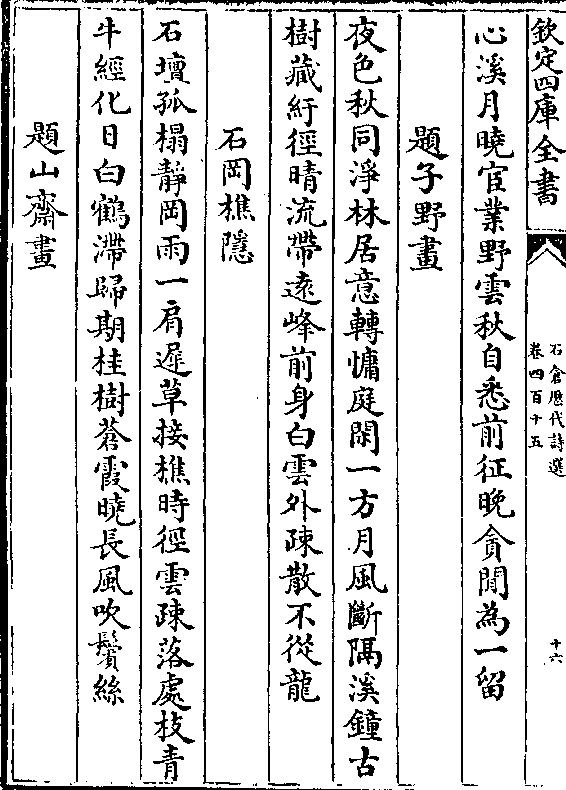 欽定四庫全書
石倉歷代詩選
卷四百十五
十六
心溪月曉宦業野雲秋自悉前征晚貪閒為一留
題子野畫
夜色秋同淨林居意轉慵庭閑一方月風斷隔溪鐘古
樹藏紆徑晴流帶遠峰前身白雲外疎散不從龍
石岡樵隱
石壇孤榻靜岡雨一肩遲草接樵時徑雲疎落處枝青
牛經化日白鶴滯歸期桂樹蒼霞曉長風吹鬢絲
題山齋畫